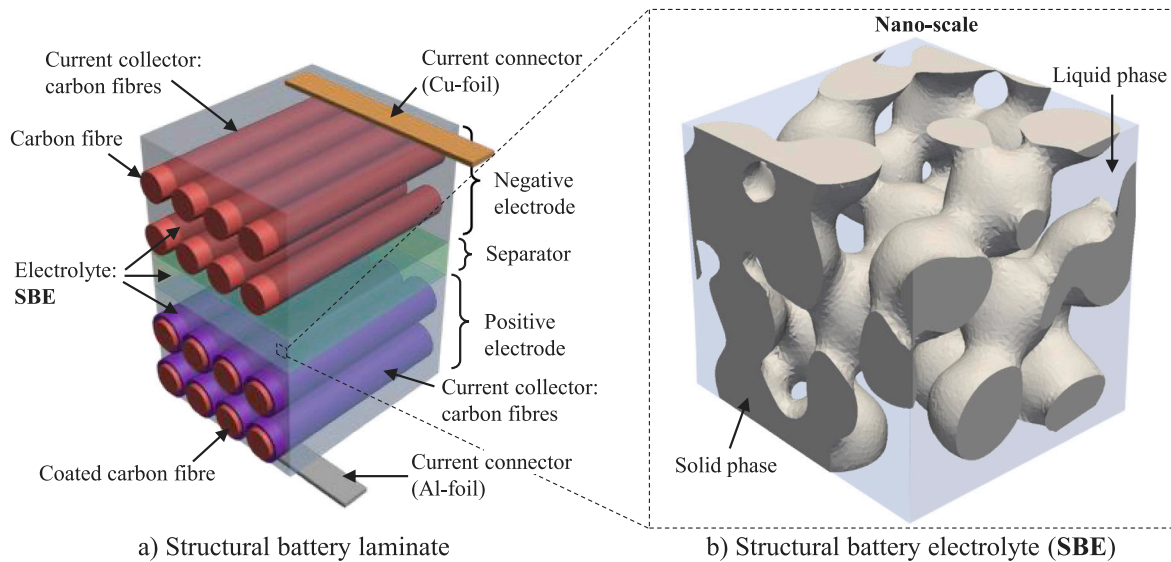 Current collector:
carbon fibres
Current connector
(Cu-foil)
Carbon fibre
Negative
electrode
Separator
Electrolyte:
SBE
Positive
electrode
Current collector:
carbon fibres
Coated carbon fibre
Current connector
(Al-foil)
a) Structural battery laminate
Nano-scale
Liquid phase
Solid phase
b) Structural battery electrolyte (SBE)